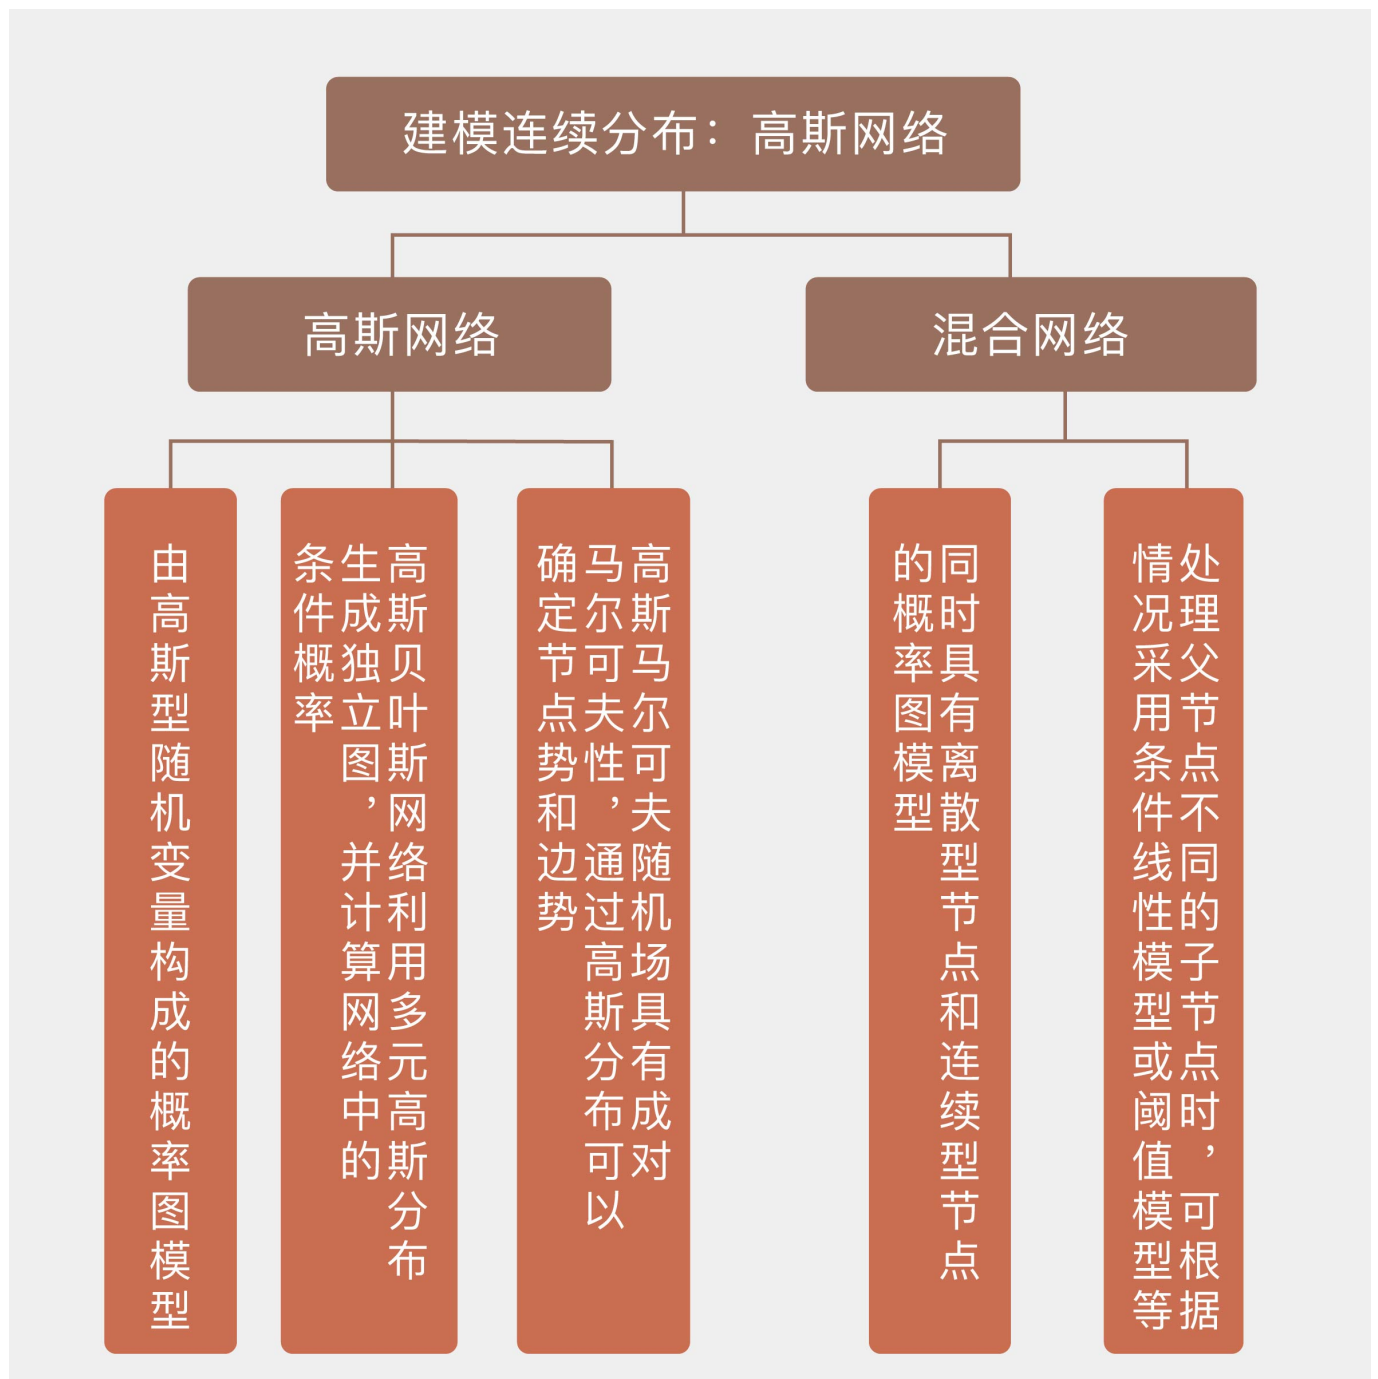 建模连续分布：高斯网络
高斯网络
混合网络
由高斯型随机变量构成的概率图模型
高斯贝叶斯网络利用多元高斯分布
生成独立图，并计算网络中的
条件概率
高斯马尔可夫随机场具有成对
马尔可夫性，通过高斯分布可以
确定节点势和边势
同时具有离散型节点和连续型节点
的概率图模型
处理父节点不同的子节点时，可根据
情况采用条件线性模型或阈值模型等